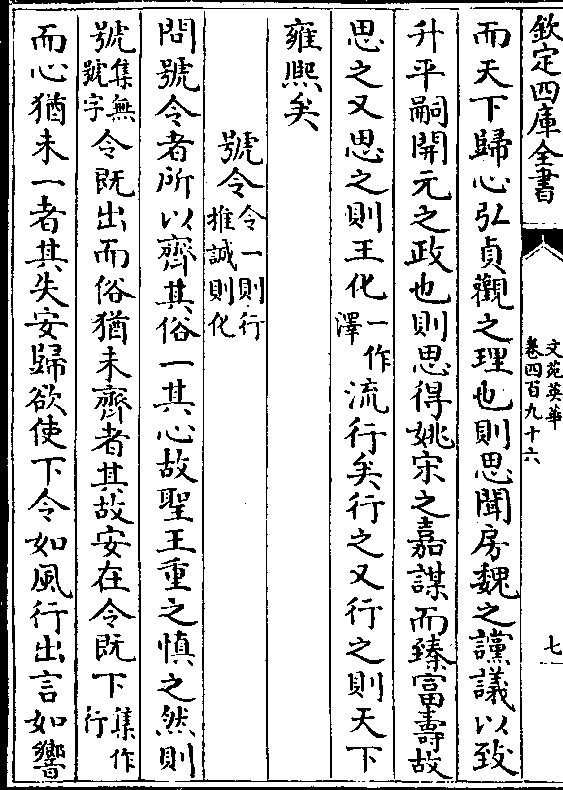 欽定四庫全書
文苑英華
卷四百九十六
七
而天下歸心弘貞觀之理也則思聞房魏之讜議以致
升平嗣開元之政也則思得姚宋之嘉謀而臻富壽故
思之又思之則王化一作澤流行矣行之又行之則天下
雍熙矣
號令令一則行推誠則化
問號令者所以齊其俗一其心故聖王重之慎之然則
號集無號字令既出而俗猶未齊者其故安在令既下集作行
而心猶未一者其失安歸欲使下令如風行出言如響